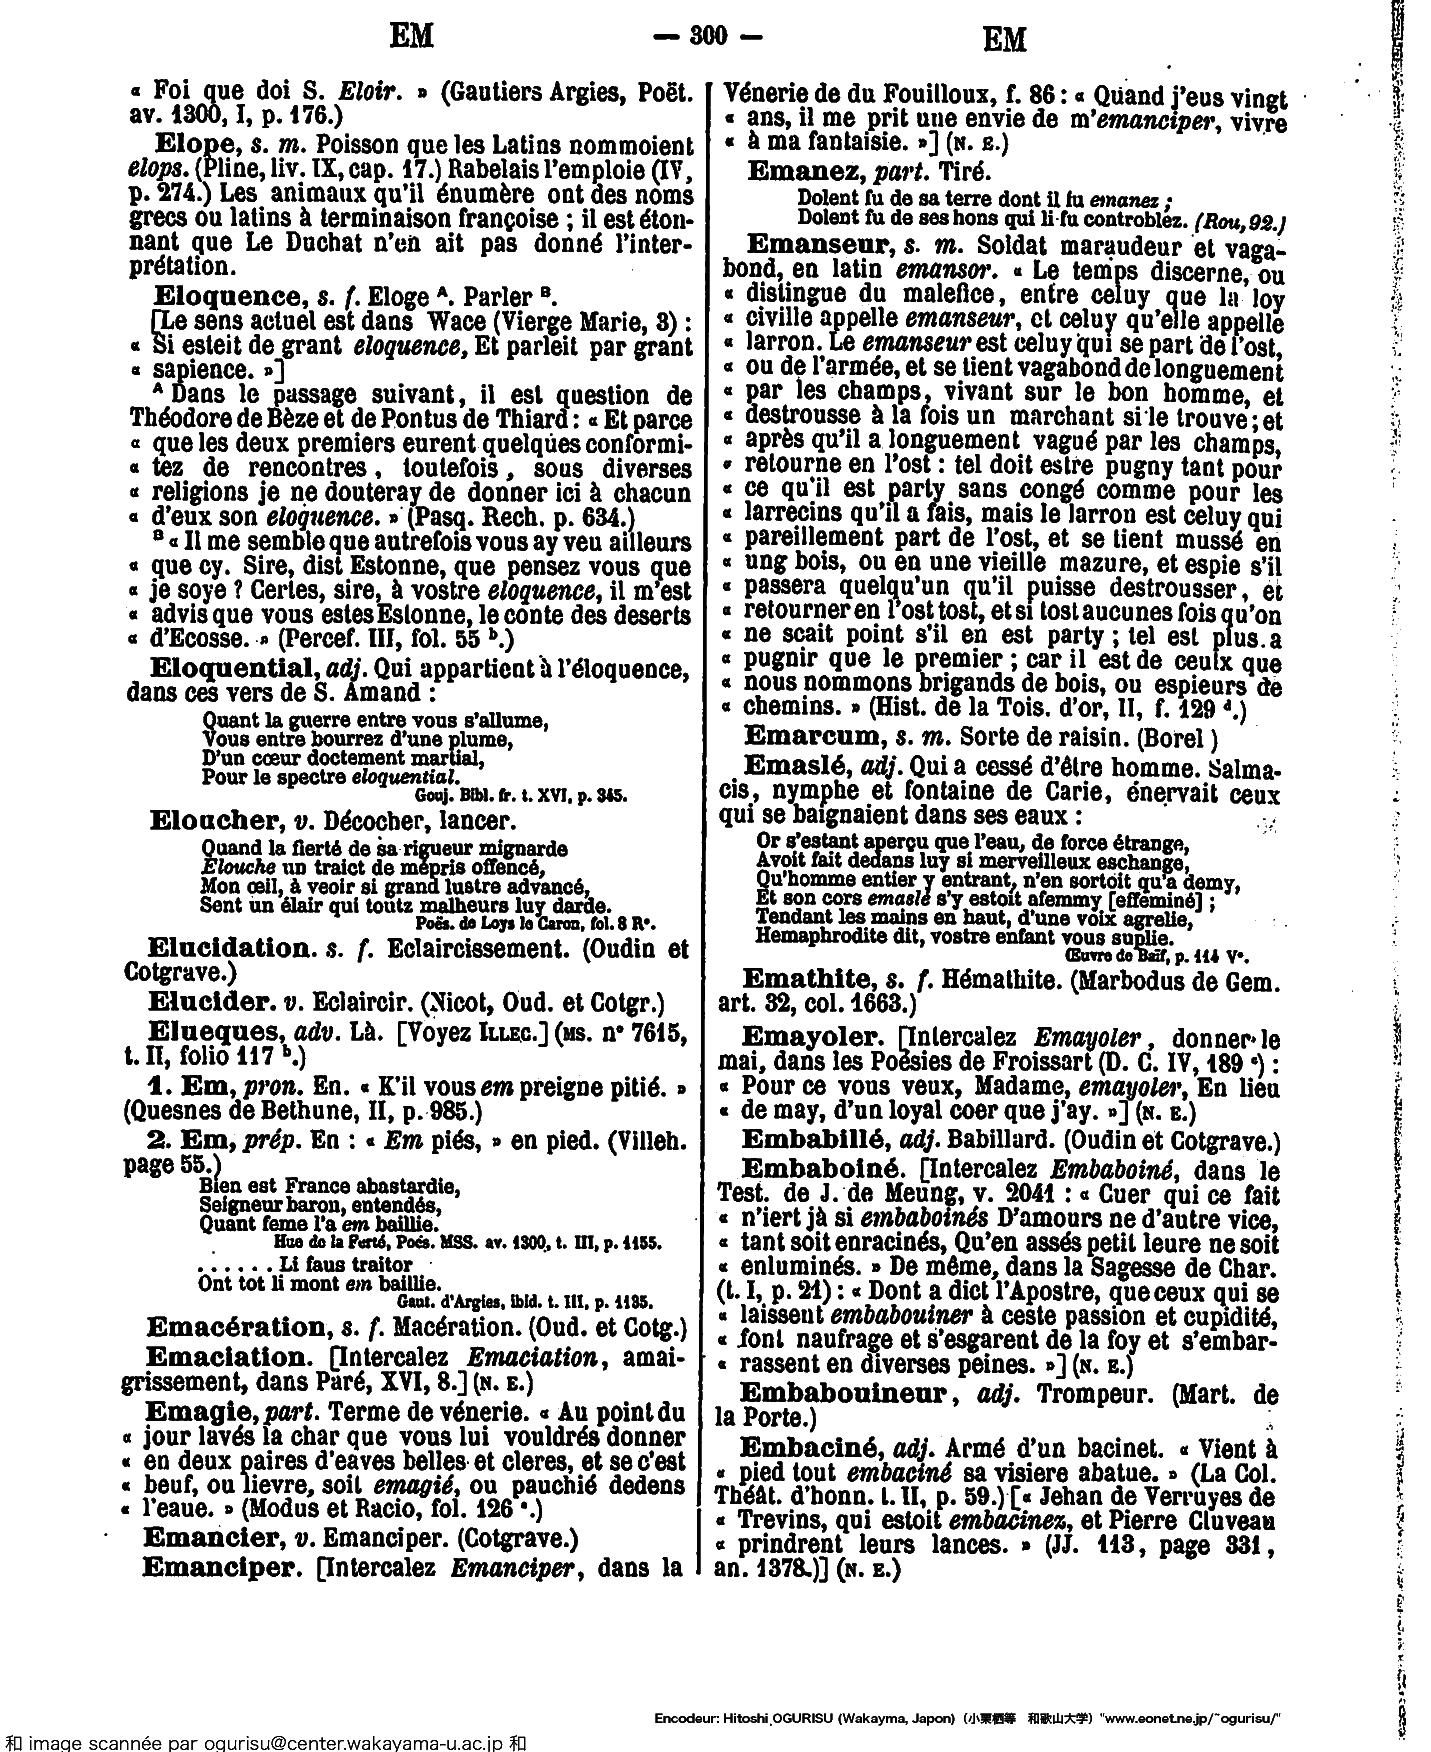 EM — 300 — EM
« Foi que doi S. Eloir. » (Gautiers Argies, Poët.
av. 1300, I, p. 176.)
Elope, s. m. Poisson que les Latins nommoient
elops. (Pline, liv. IX, cap. 17.) Rabelais l'emploie (IV,
p. 274.) Les animaux qu'il énumère ont des noms
grecs ou latins à terminaison françoise ; il est éton-
nant que Le Duchat n'en ait pas donné l'inter-
prétation.
Eloquence, s. f. Eloge A. Parler B.
[Le sens actuel est dans Wace (Vierge Marie, 3) :
« Si esteit de grant eloquence, Et parleit par grant
« sapience. »]
A Dans le passage suivant, il est question de
Théodore de Bèze et de Pontus de Thiard : « Et parce
« que les deux premiers eurent quelques conformi-
« tez de rencontres, toutefois, sous diverses
« religions je ne douteray de donner ici à chacun
« d'eux son eloquence. » (Pasq. Rech. p. 634.)
B « Il me semble que autrefois vous ay veu ailleurs
« que cy. Sire, dist Estonne, que pensez vous que
« je soye ? Certes, sire, à vostre eloquence, il m'est
« advis que vous estes Estonne, le conte des deserts
« d'Ecosse. » (Percef. III, fol. 55 b.)
Eloquential, adj. Qui appartient à l'éloquence,
dans ces vers de S. Amand :
Quant la guerre entre vous s'allume,
Vous entre bourrez d'une plume,
D'un cœur doctement martial,
Pour le spectre eloquential.
Gouj. Bibl. fr. t. XVI, p. 345.
Eloucher, v. Décocher, lancer.
Quand la fierté de sa rigueur mignarde
Elouche un traict de mépris offencé,
Mon œil, à veoir si grand lustre advancé,
Sent un élair qui toutz malheurs luy darde.
Poës. de Loys le Caron, fol. 8 R°.
Elucidation. s. f. Eclaircissement. (Oudin et
Cotgrave.)
Elucider. v. Eclaircir. (Nicot, Oud. et Cotgr.)
Elueques, adv. Là. [Voyez ILLEC.] (MS. n° 7615,
t. II, folio 117 b.)
1. Em, pron. En. « K'il vous em preigne pitié. »
(Quesnes de Bethune, II, p. 985.)
2. Em, prép. En : « Em piés, » en pied. (Villeh.
page 55.)
Bien est France abastardie,
Seigneur baron, entendés,
Quant feme l'a em baillie.
Hue de la Ferté, Poés. MSS. av. 1300, t. III, p. 1155.
. . . . . . Li faus traitor
Ont tot li mont em baillie.
Gaut. d'Argies, ibid. t. III, p. 1135.
Emacération, s. f. Macération. (Oud. et Cotg.)
Emaciation. [Intercalez Emaciation, amai-
grissement, dans Paré, XVI, 8.] (N. E.)
Emagie, part. Terme de vénerie. « Au point du
« jour lavés la char que vous lui vouldrés donner
« en deux paires d'eaves belles et cleres, et se c'est
« beuf, ou lievre, soit emagié, ou pauchié dedens
« l'eaue. » (Modus et Racio, fol. 126 a.)
Emancier, v. Emanciper. (Cotgrave.)
Emanciper. [Intercalez Emanciper, dans la
Vénerie de du Fouilloux, f. 86 : « Quand j'eus vingt
« ans, il me prit une envie de m'emanciper, vivre
« à ma fantaisie. »] (N. E.)
Emanez, part. Tiré.
Dolent fu de sa terre dont il fu emanez ;
Dolent fu de ses hons qui li fu controblez. (Rou, 92.)
Emanseur, s. m. Soldat maraudeur et vaga-
bond, en latin emansor. « Le temps discerne, ou
« distingue du malefice, entre celuy que la loy
« civille appelle emanseur, et celuy qu'elle appelle
« larron. Le emanseur est celuy qui se part de l'ost,
« ou de l'armée, et se tient vagabond de longuement
« par les champs, vivant sur le bon homme, et
« destrousse à la fois un marchant si le trouve ; et
« après qu'il a longuement vagué par les champs,
« retourne en l'ost : tel doit estre pugny tant pour
« ce qu'il est party sans congé comme pour les
« larrecins qu'il a fais, mais le larron est celuy qui
« pareillement part de l'ost, et se tient mussé en
« ung bois, ou en une vieille mazure, et espie s'il
« passera quelqu'un qu'il puisse destrousser, et
« retourner en l'ost tost, et si tost aucunes fois qu'on
« ne scait point s'il en est party ; tel est plus a
« pugnir que le premier ; car il est de ceulx que
« nous nommons brigands de bois, ou espieurs de
« chemins. » (Hist. de la Tois. d'or, II, f. 129 d.)
Emarcum, s. m. Sorte de raisin. (Borel )
Emaslé, adj. Qui a cessé d'être homme. Salma-
cis, nymphe et fontaine de Carie, énervait ceux
qui se baignaient dans ses eaux :
Or s'estant aperçu que l'eau, de force étrange,
Avoit fait dedans luy si merveilleux eschange,
Qu'homme entier y entrant, n'en sortoit qu'a demy,
Et son cors emaslé s'y estoit afemmy [efféminé] ;
Tendant les mains en haut, d'une voix agrelie,
Hemaphrodite dit, vostre enfant vous suplie.
Œuvre de Baïf, p. 114 V°.
Emathite, s. f. Hémathite. (Marbodus de Gem.
art. 32, col. 1663.)
Emayoler. [Intercalez Emayoler, donner le
mai, dans les Poésies de Froissart (D. C. IV, 189 c) :
« Pour ce vous veux, Madame, emayoler, En lieu
« de may, d'un loyal coer que j'ay. »] (N. E.)
Embabillé, adj. Babillard. (Oudin et Cotgrave.)
Embaboiné. [Intercalez Embaboiné, dans le
Test. de J. de Meung, v. 2041 : « Cuer qui ce fait
« n'iert jà si embaboinés D'amours ne d'autre vice,
« tant soit enracinés, Qu'en assés petit leure ne soit
« enluminés. » De même, dans la Sagesse de Char.
(t. I, p. 21) : « Dont a dict l'Apostre, que ceux qui se
« laissent embabouiner à ceste passion et cupidité,
« font naufrage et s'esgarent de la foy et s'embar-
« rassent en diverses peines. »] (N. E.)
Embabouineur, adj. Trompeur. (Mart. de
la Porte.)
Embaciné, adj. Armé d'un bacinet. « Vient à
« pied tout embaciné sa visiere abatue. » (La Col.
Théât. d'honn. t. II, p. 59.) [« Jehan de Verruyes de
« Trevins, qui estoit embacinez, et Pierre Cluveau
« prindrent leurs lances. » (JJ. 113, page 331,
an. 1378.)] (N. E.)
Encodeur: Hitoshi OGURISU (Wakayma, Japon) (小栗栖等 和歌山大学) "www.eonet.ne.jp/~ogurisu/"
和 image scannée par ogurisu@center.wakayama-u.ac.jp 和